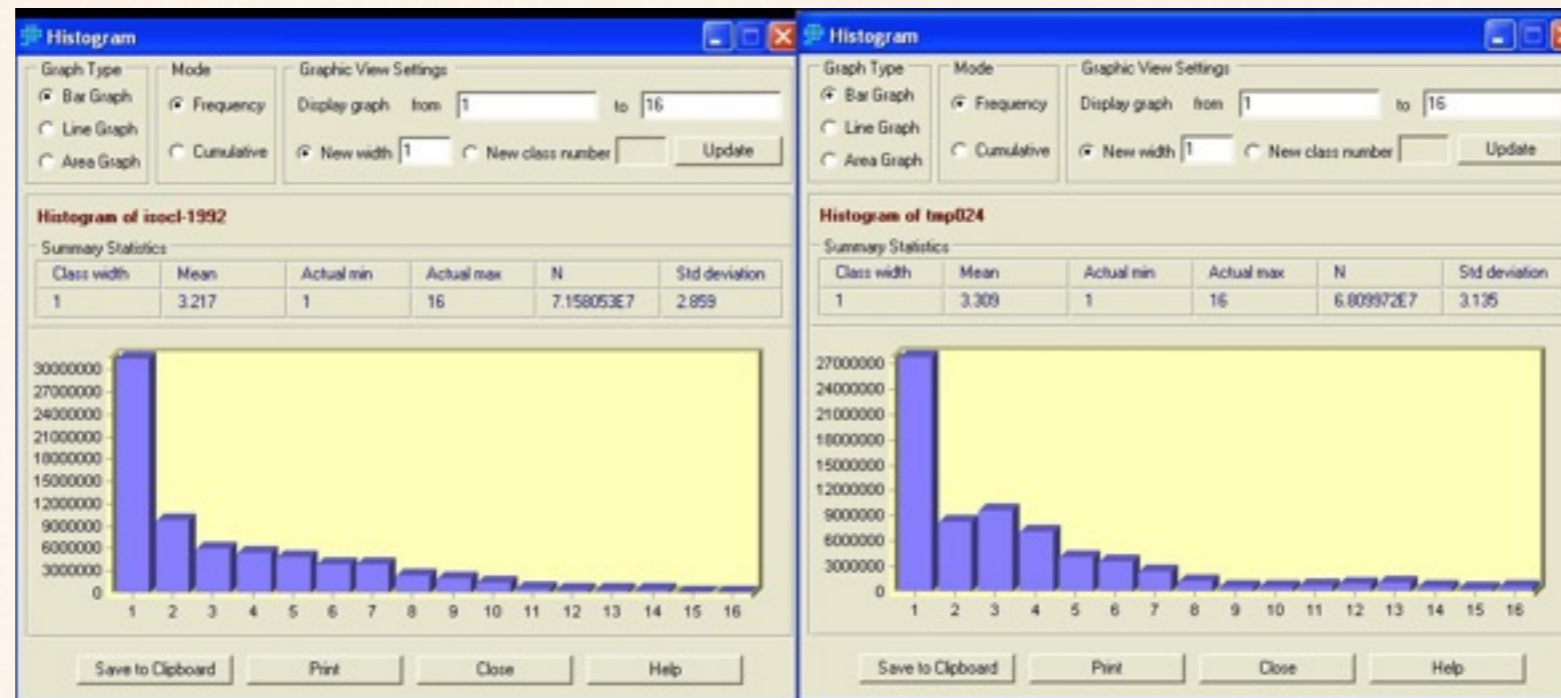 Histogram
Graph Type
Mode
Graphic View Settings
Bar Graph
Frequency
Display graph from 1 to 16
Line Graph
Cumulative
New width 1 New class number Update
Area Graph
Histogram of isocl-1992
Summary Statistics
Class width Mean Actual min Actual max N Std deviation
1 3.217 1 16 7.158053E7 2.859
30000000
27000000
24000000
21000000
18000000
15000000
12000000
9000000
6000000
3000000
0
1 2 3 4 5 6 7 8 9 10 11 12 13 14 15 16
Save to Clipboard Print Close Help
Histogram
Graph Type
Mode
Graphic View Settings
Bar Graph
Frequency
Display graph from 1 to 16
Line Graph
Cumulative
New width 1 New class number Update
Area Graph
Histogram of tmp024
Summary Statistics
Class width Mean Actual min Actual max N Std deviation
1 3.309 1 16 6.809972E7 3.135
27000000
24000000
21000000
18000000
15000000
12000000
9000000
6000000
3000000
0
1 2 3 4 5 6 7 8 9 10 11 12 13 14 15 16
Save to Clipboard Print Close Help